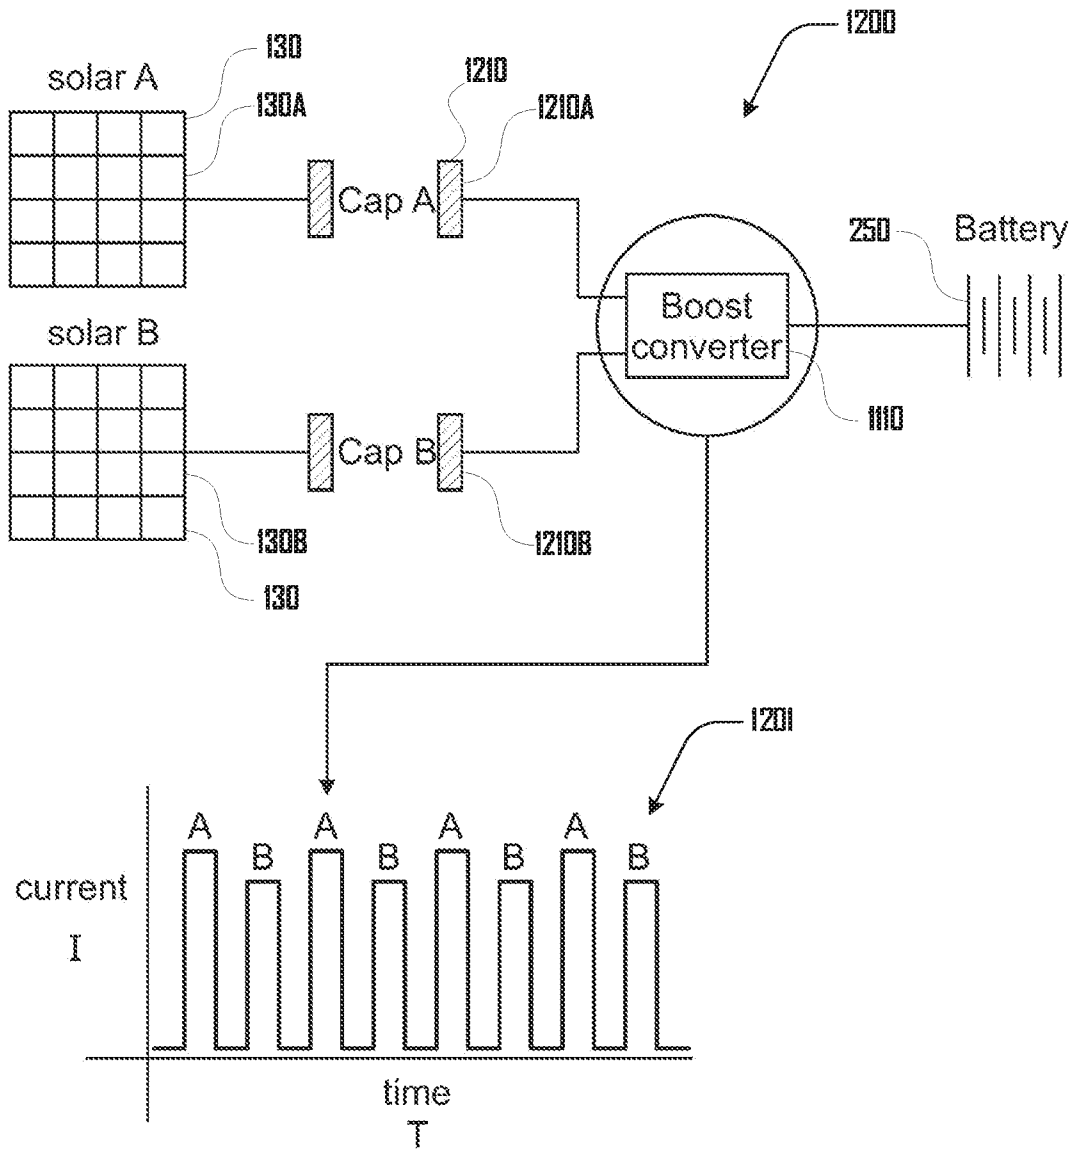 1200
130
solar A
130A
1210
1210A
Cap A
250
Battery
Boost
converter
solar B
1110
Cap B
130B
1210B
130
1201
A
A
A
A
B
B
B
B
current
I
time
T